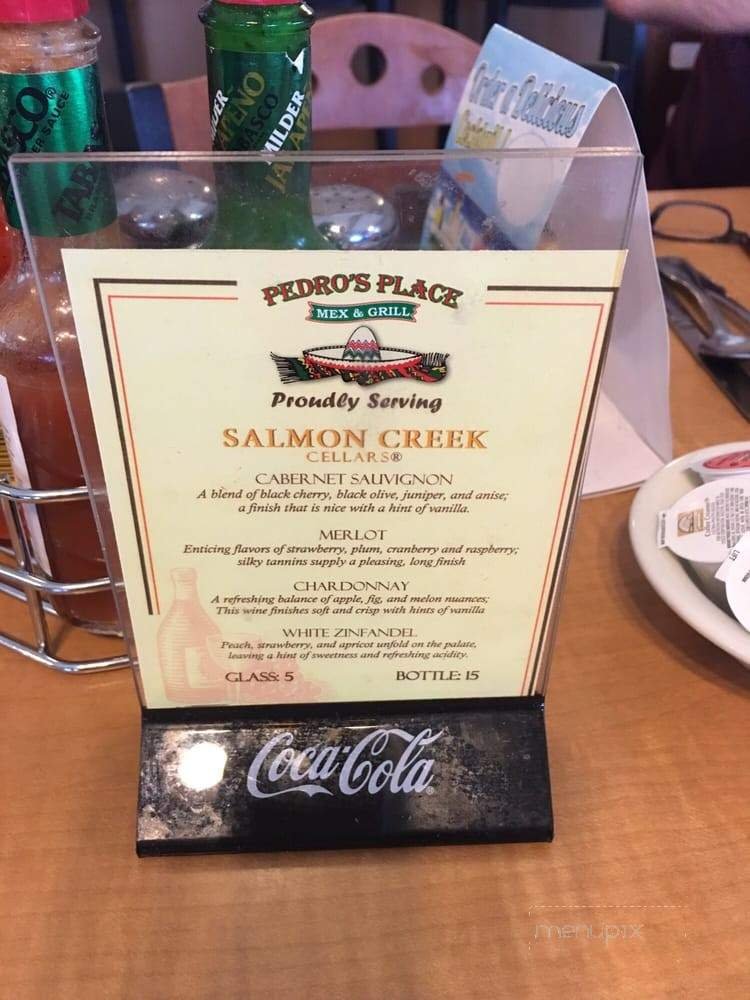 TABASCO
JALAPEÑO
TABASCO
MILDER
Order a Delicious
PEDRO'S PLACE
MEX & GRILL
Proudly Serving
SALMON CREEK
CELLARS®
CABERNET SAUVIGNON
A blend of black cherry, black olive, juniper, and anise;
a finish that is nice with a hint of vanilla.
MERLOT
Enticing flavors of strawberry, plum, cranberry and raspberry;
silky tannins supply a pleasing, long finish
CHARDONNAY
A refreshing balance of apple, fig, and melon nuances;
This wine finishes soft and crisp with hints of vanilla
WHITE ZINFANDEL
Peach, strawberry, and apricot unfold on the palate,
leaving a hint of sweetness and refreshing acidity.
GLASS: 5 BOTTLE: 15
Coca-Cola
menupix